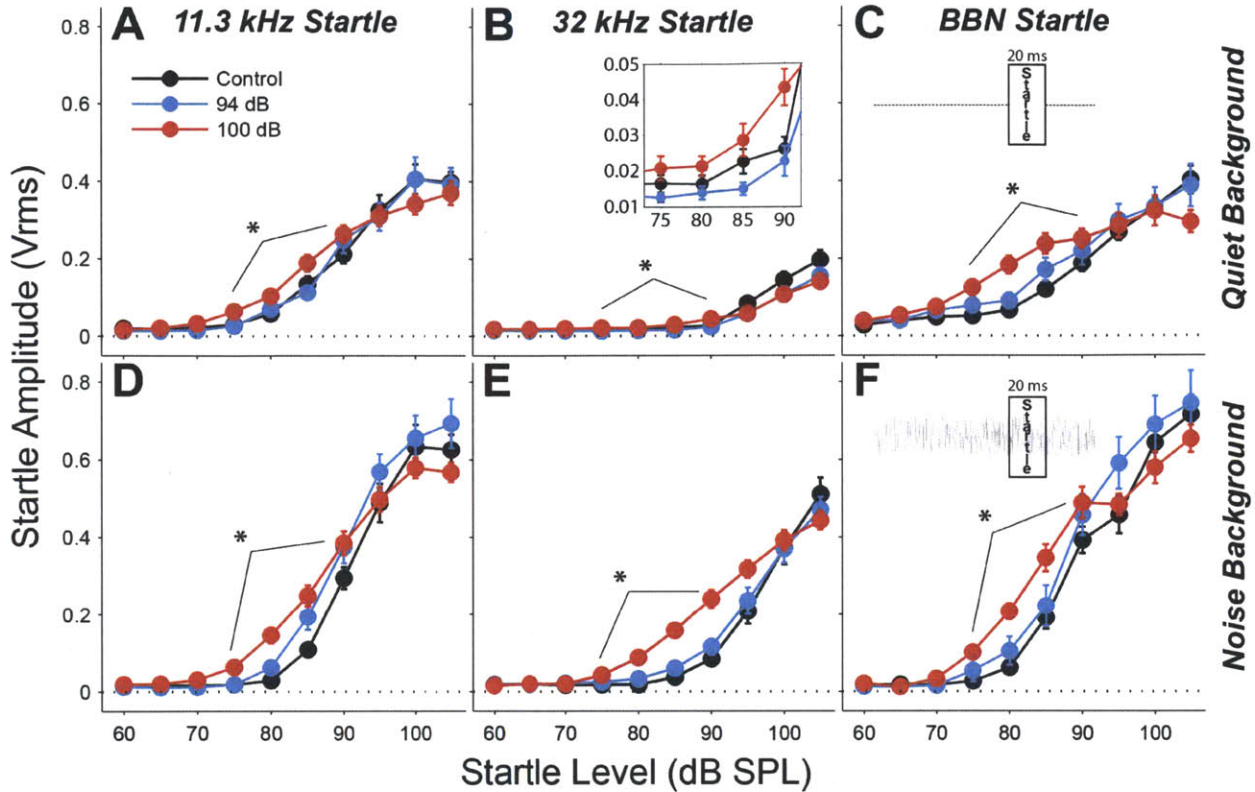 A 11.3 kHz Startle
B 32 kHz Startle
C BBN Startle
Control
94 dB
100 dB
0.8
0.6
0.4
0.2
0
0.05
0.04
0.03
0.02
0.01
75 80 85 90
20 ms
Startle
*
*
*
Quiet Background
D
E
F
0.8
0.6
0.4
0.2
0
20 ms
Startle
*
*
*
Noise Background
60 70 80 90 100
60 70 80 90 100
60 70 80 90 100
Startle Amplitude (Vrms)
Startle Level (dB SPL)